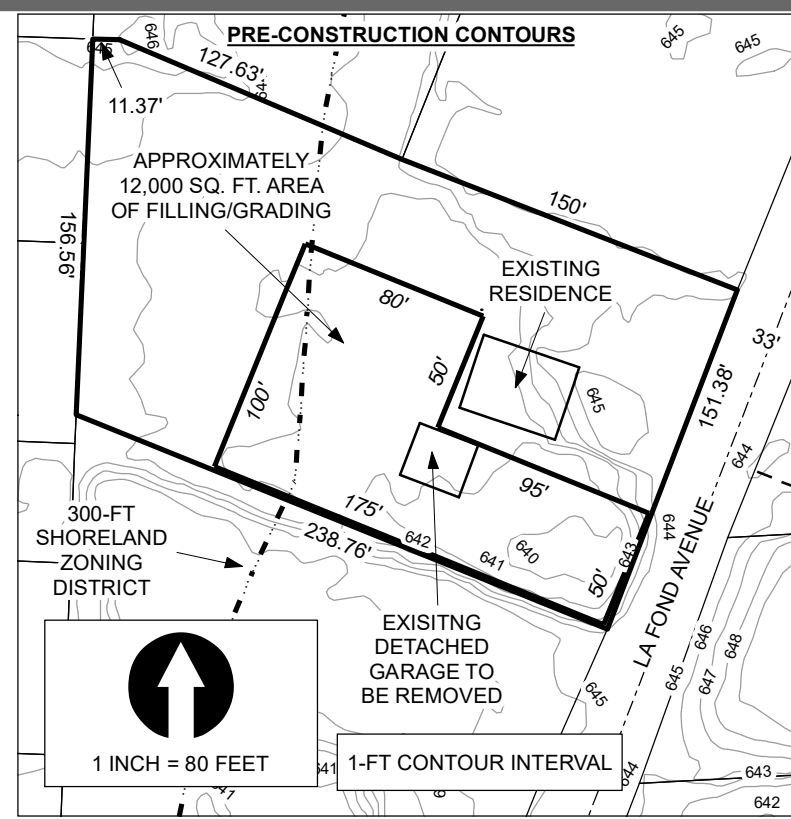 PRE-CONSTRUCTION CONTOURS
646
645
645
645
127.63'
64
11.37'
APPROXIMATELY
12,000 SQ. FT. AREA
OF FILLING/GRADING
150'
156.56'
EXISTING
RESIDENCE
80'
33'
50'
100'
645
151.38'
644
95'
300-FT
SHORELAND
ZONING
DISTRICT
175'
238.76'
642
641
640
643
644
50'
LA FOND AVENUE
EXISITNG
DETACHED
GARAGE TO
BE REMOVED
645
645
646
647
648
1 INCH = 80 FEET
641
641
1-FT CONTOUR INTERVAL
644
643
642